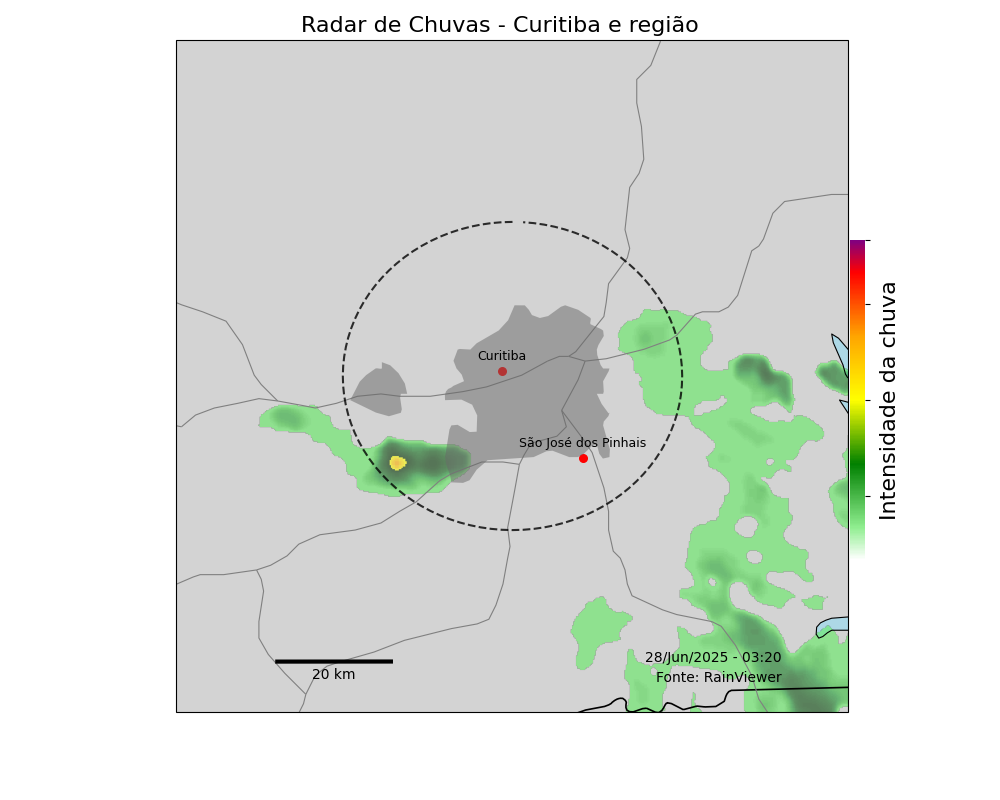 Radar de Chuvas - Curitiba e região
Curitiba
São José dos Pinhais
Intensidade da chuva
28/Jun/2025 - 03:20
Fonte: RainViewer
20 km